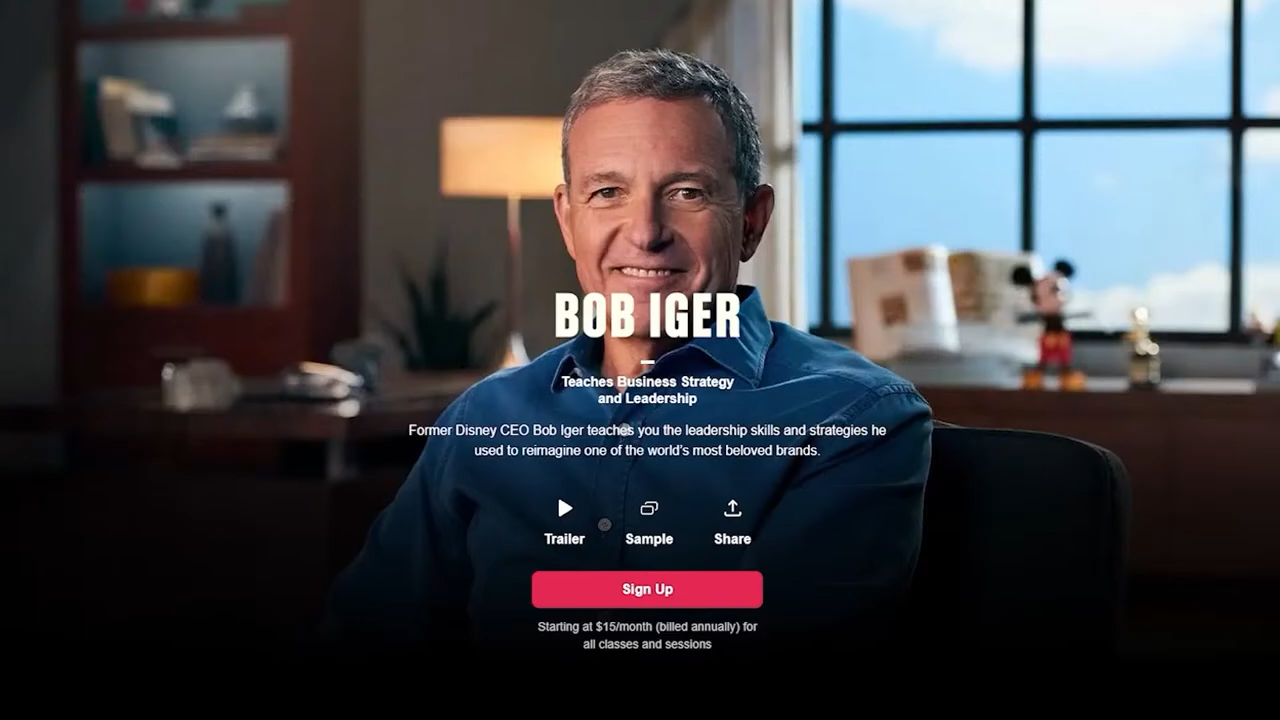 BOB IGER
Teaches Business Strategy
and Leadership
Former Disney CEO Bob Iger teaches you the leadership skills and strategies he
used to reimagine one of the world's most beloved brands.
Trailer Sample Share
Sign Up
Starting at $15/month (billed annually) for
all classes and sessions